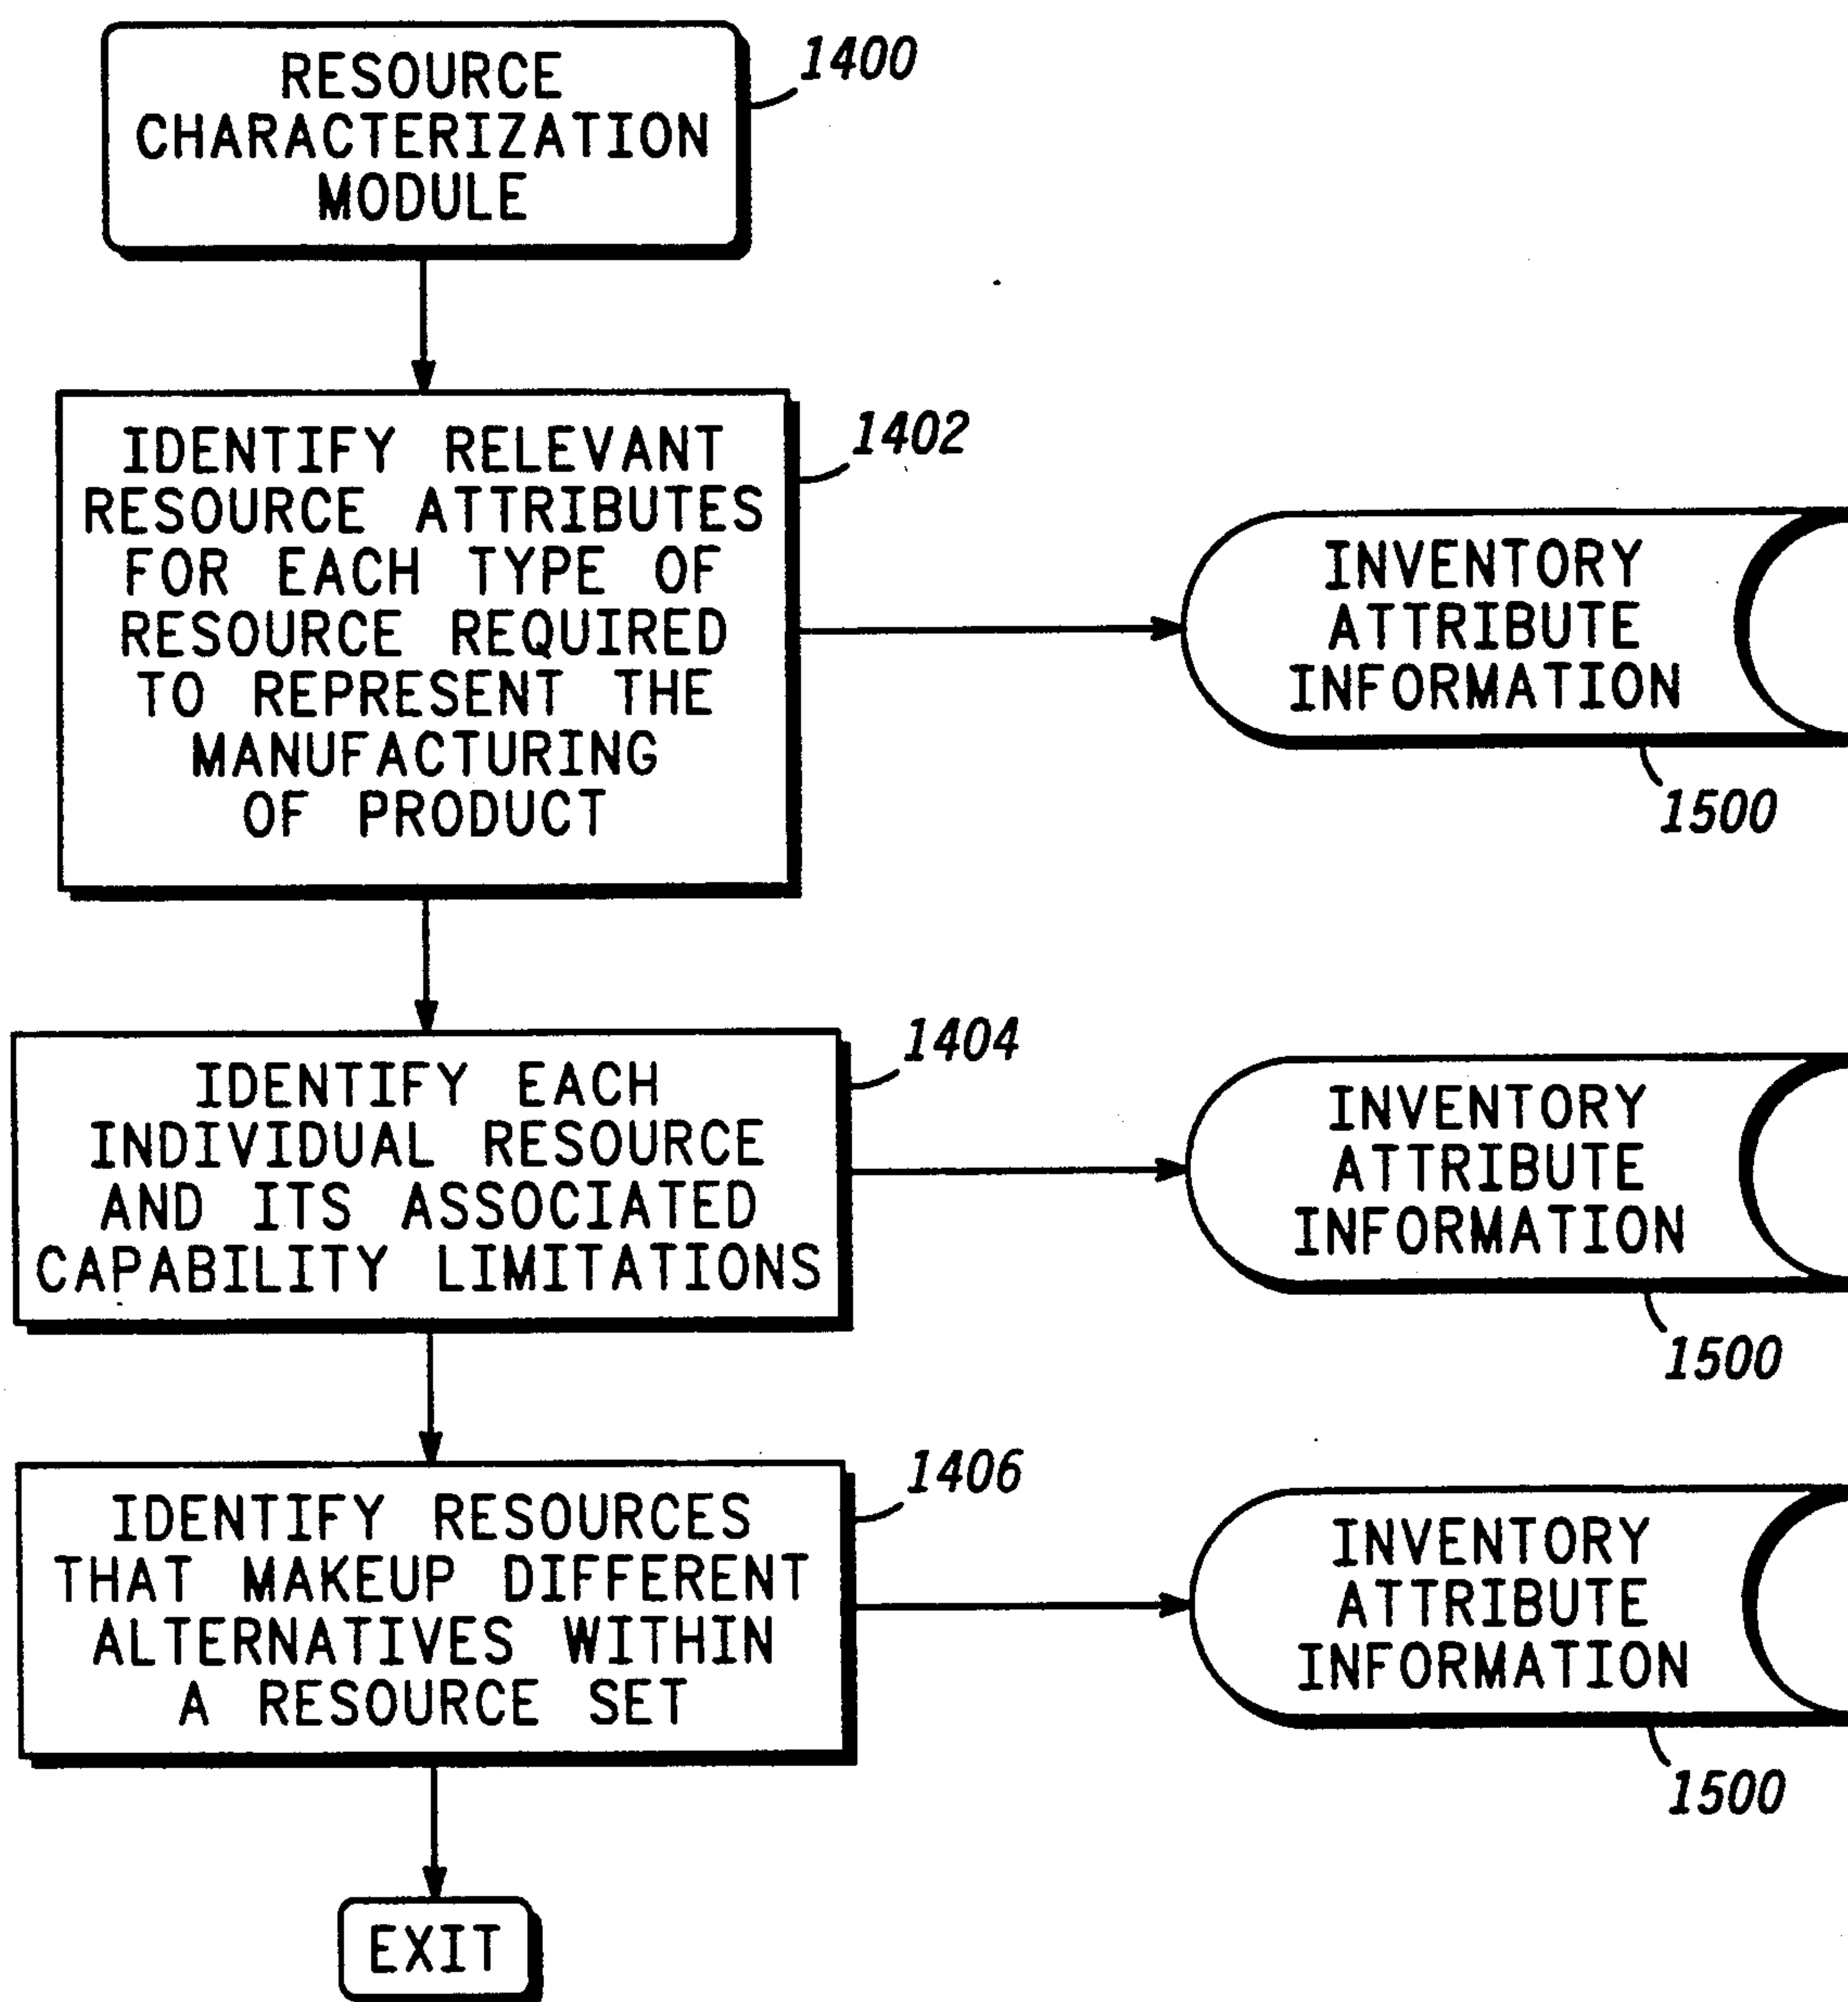 RESOURCE
CHARACTERIZATION
MODULE
1400
IDENTIFY RELEVANT
RESOURCE ATTRIBUTES
FOR EACH TYPE OF
RESOURCE REQUIRED
TO REPRESENT THE
MANUFACTURING
OF PRODUCT
1402
INVENTORY
ATTRIBUTE
INFORMATION
1500
IDENTIFY EACH
INDIVIDUAL RESOURCE
AND ITS ASSOCIATED
CAPABILITY LIMITATIONS
1404
INVENTORY
ATTRIBUTE
INFORMATION
1500
IDENTIFY RESOURCES
THAT MAKEUP DIFFERENT
ALTERNATIVES WITHIN
A RESOURCE SET
1406
INVENTORY
ATTRIBUTE
INFORMATION
1500
EXIT